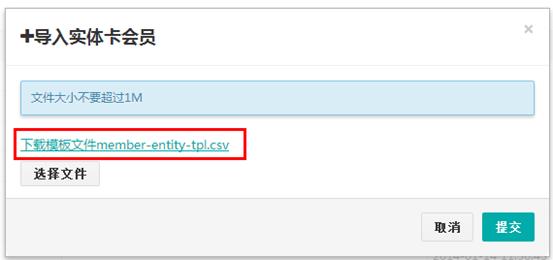 +导入实体卡会员
×
文件大小不要超过1M
下载模板文件member-entity-tpl.csv
选择文件
取消 提交